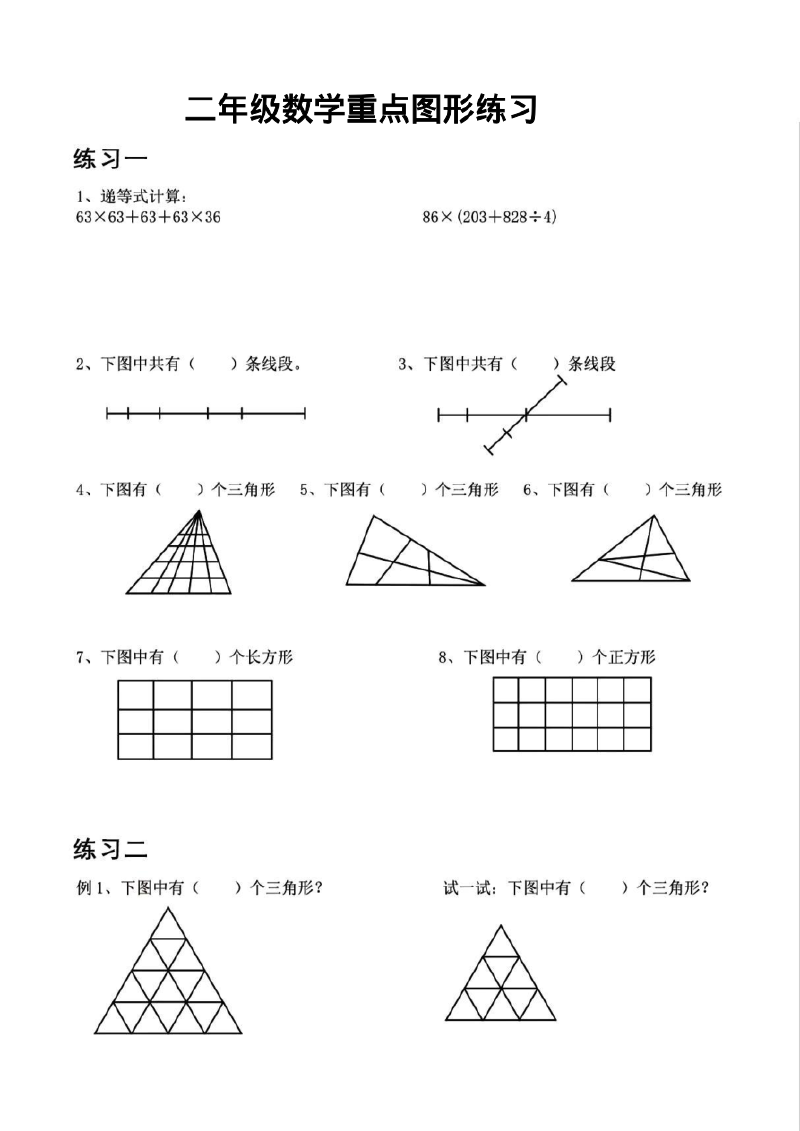 二年级数学重点图形练习
练习一
1、递等式计算：
63×63＋63＋63×36 86×(203＋828÷4)
2、下图中共有（ ）条线段。 3、下图中共有（ ）条线段
4、下图有（ ）个三角形 5、下图有（ ）个三角形 6、下图有（ ）个三角形
7、下图中有（ ）个长方形 8、下图中有（ ）个正方形
练习二
例1、下图中有（ ）个三角形？ 试一试：下图中有（ ）个三角形？